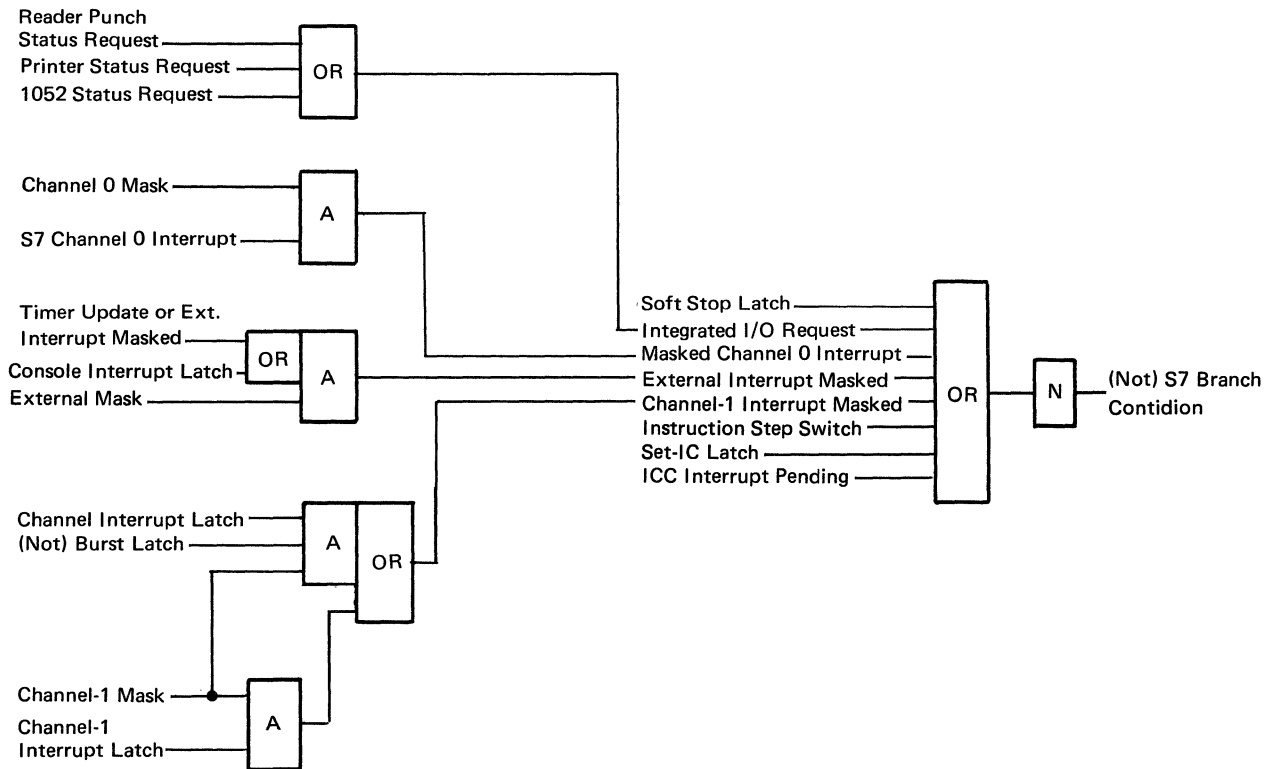 Reader Punch
Status Request
Printer Status Request
1052 Status Request
OR
Channel 0 Mask
A
S7 Channel 0 Interrupt
Timer Update or Ext.
Interrupt Masked
OR
Console Interrupt Latch
A
External Mask
Channel Interrupt Latch
(Not) Burst Latch
A
OR
Channel-1 Mask
Channel-1
Interrupt Latch
A
Soft Stop Latch
Integrated I/O Request
Masked Channel 0 Interrupt
External Interrupt Masked
Channel-1 Interrupt Masked
Instruction Step Switch
Set-IC Latch
ICC Interrupt Pending
OR
N
(Not) S7 Branch
Contidion